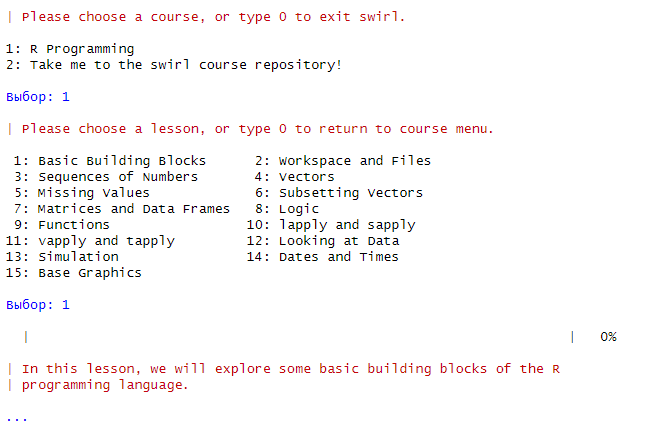 | Please choose a course, or type 0 to exit swirl.
1: R Programming
2: Take me to the swirl course repository!
Выбор: 1
| Please choose a lesson, or type 0 to return to course menu.
1: Basic Building Blocks 2: Workspace and Files
3: Sequences of Numbers 4: Vectors
5: Missing Values 6: Subsetting Vectors
7: Matrices and Data Frames 8: Logic
9: Functions 10: lapply and sapply
11: vapply and tapply 12: Looking at Data
13: Simulation 14: Dates and Times
15: Base Graphics
Выбор: 1
| | 0%
| In this lesson, we will explore some basic building blocks of the R
| programming language.
...